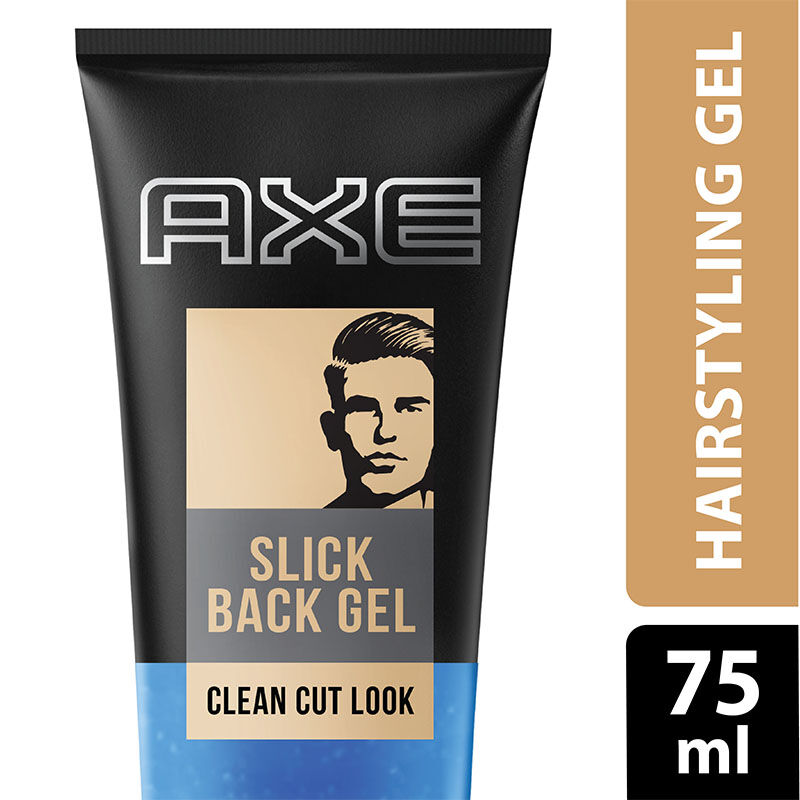 AXE
SLICK
BACK GEL
CLEAN CUT LOOK
HAIRSTYLING GEL
75
ml